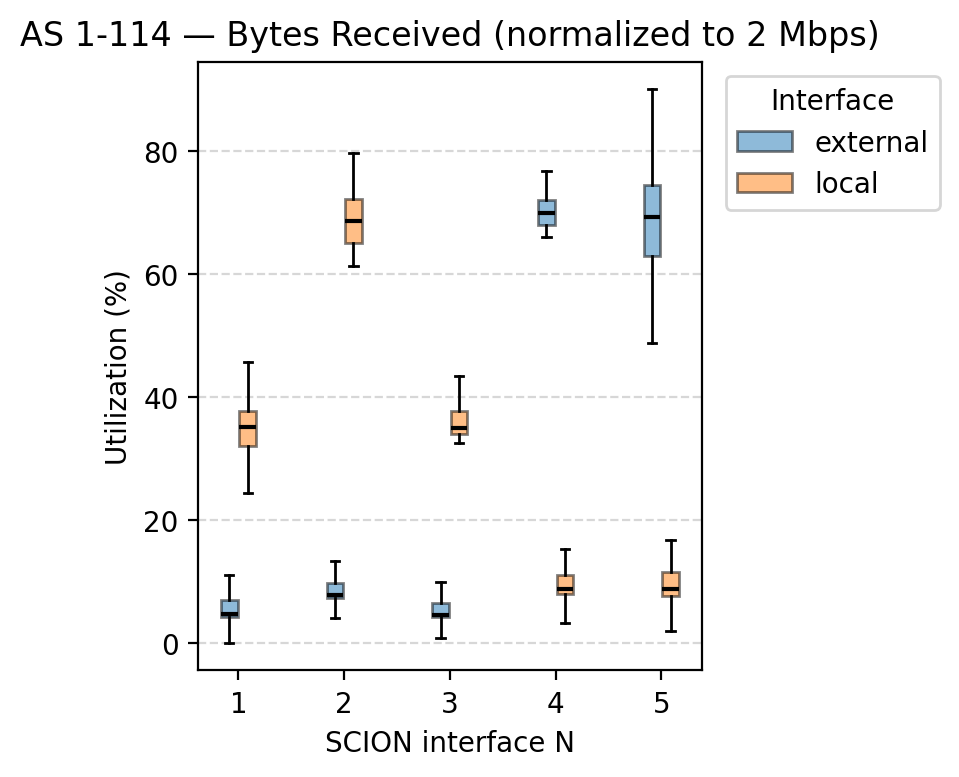 AS 1-114 — Bytes Received (normalized to 2 Mbps)
Interface
external
local
Utilization (%)
80
60
40
20
0
1 2 3 4 5
SCION interface N